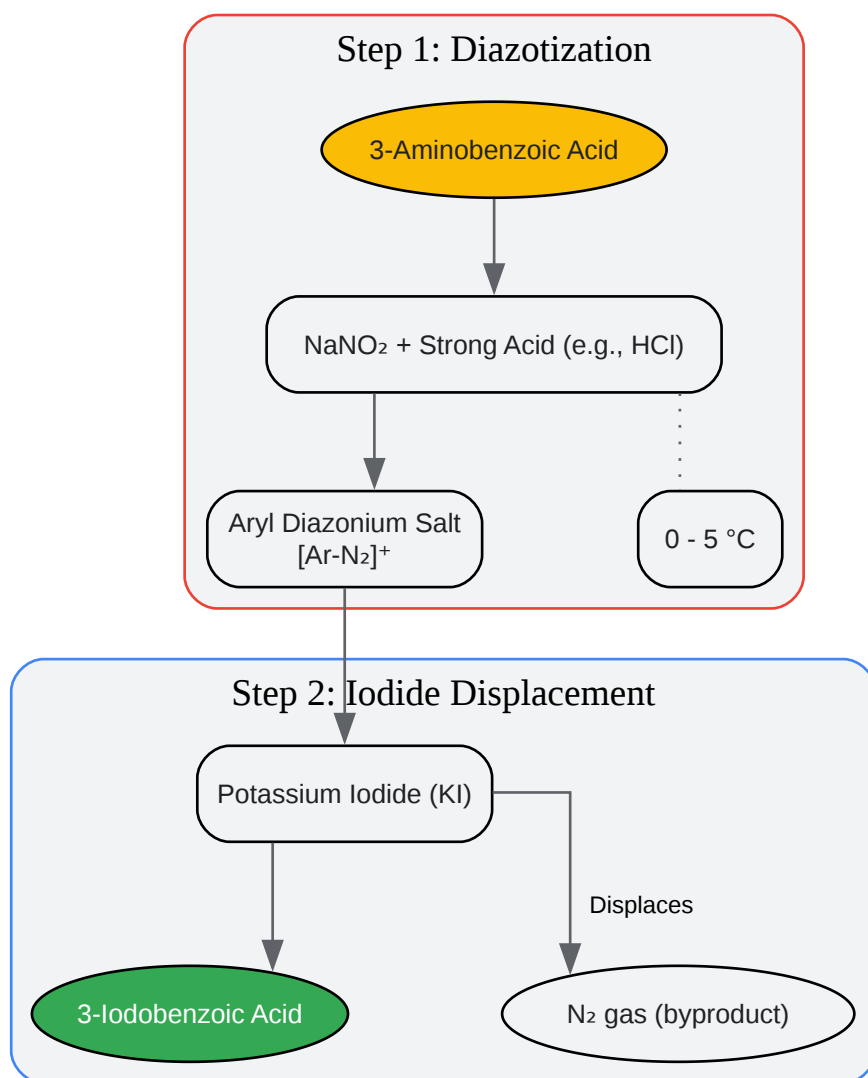 Step 1: Diazotization
3-Aminobenzoic Acid
NaNO₂ + Strong Acid (e.g., HCl)
Aryl Diazonium Salt
[Ar-N₂]⁺
0 - 5 °C
Step 2: Iodide Displacement
Potassium Iodide (KI)
Displaces
3-Iodobenzoic Acid
N₂ gas (byproduct)